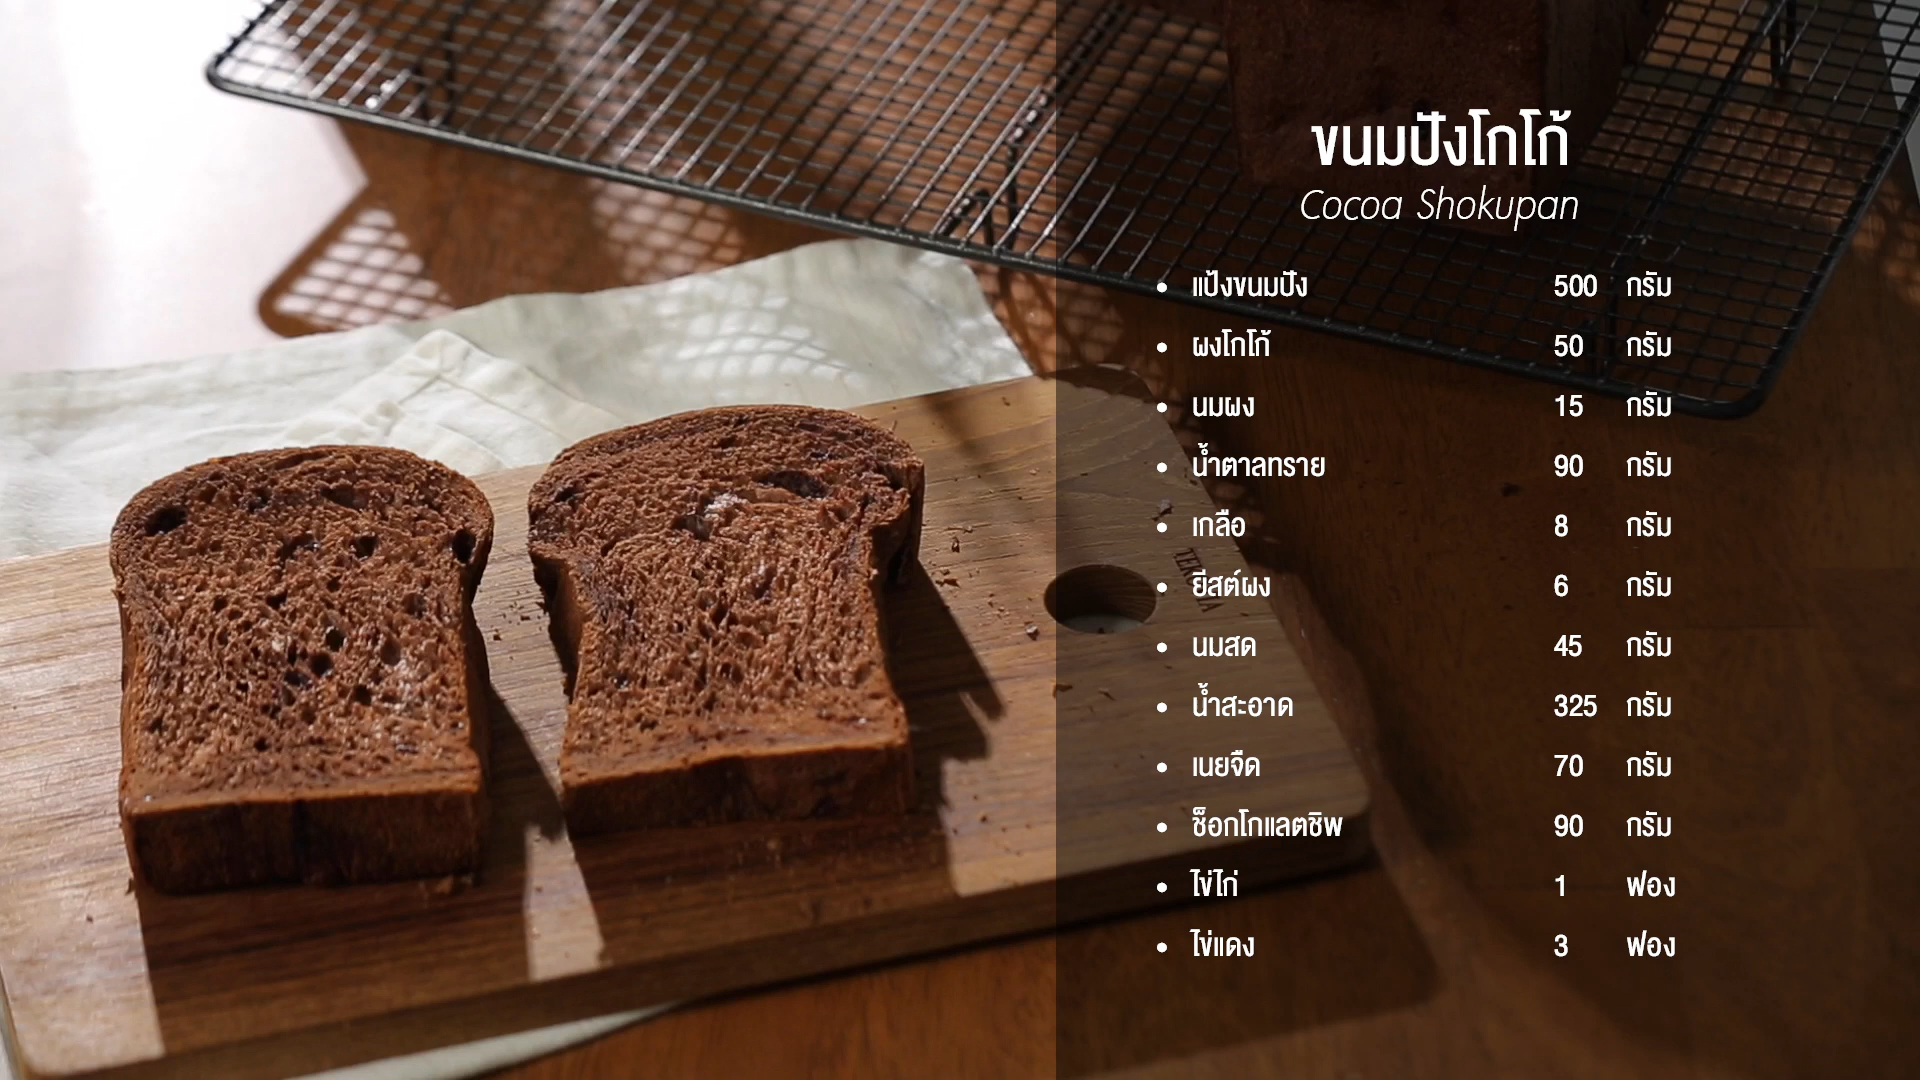 ขนมปังโกโก้
Cocoa Shokupan
• แป้งขนมปัง 500 กรัม
• ผงโกโก้ 50 กรัม
• นมผง 15 กรัม
• น้ำตาลทราย 90 กรัม
• เกลือ 8 กรัม
• ยีสต์ผง 6 กรัม
• นมสด 45 กรัม
• น้ำสะอาด 325 กรัม
• เนยจืด 70 กรัม
• ช็อกโกแลตชิพ 90 กรัม
• ไข่ไก่ 1 ฟอง
• ไข่แดง 3 ฟอง